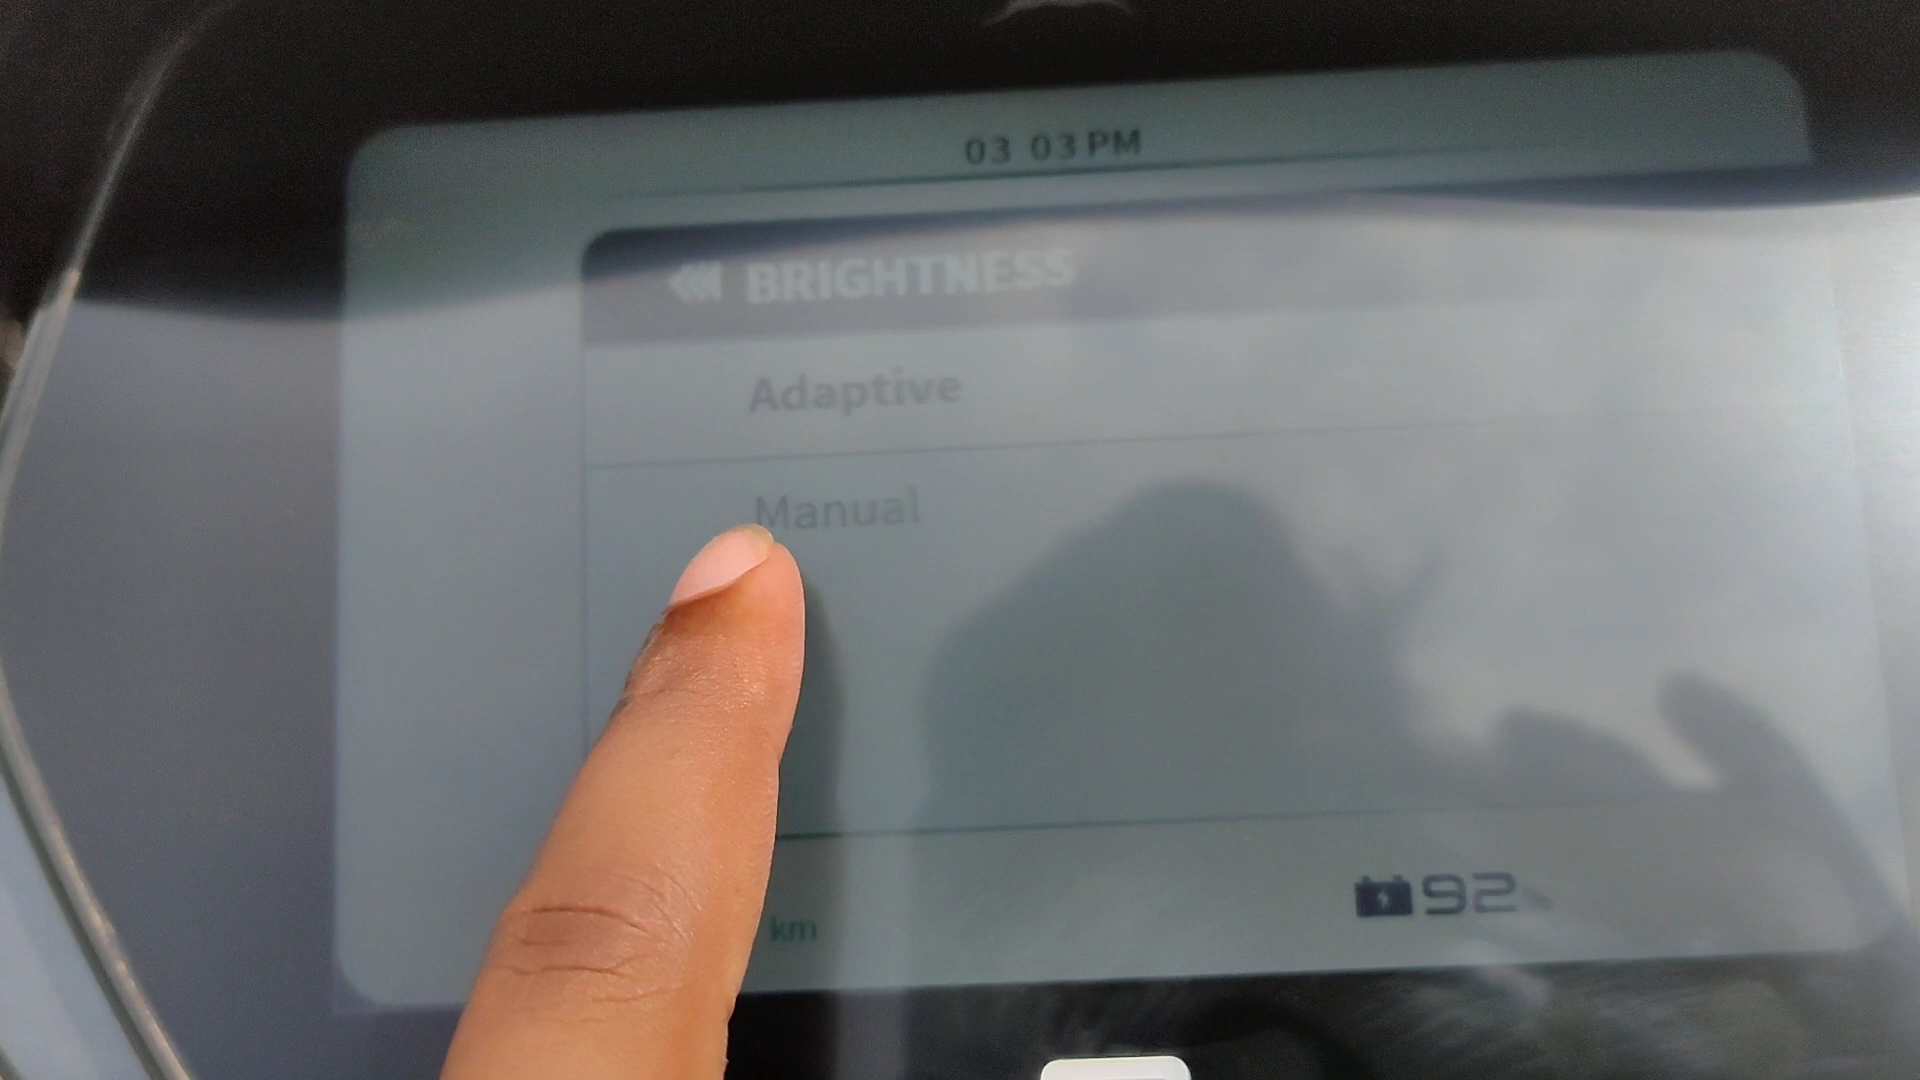 03 03 PM
BRIGHTNESS
Adaptive
Manual
km
92